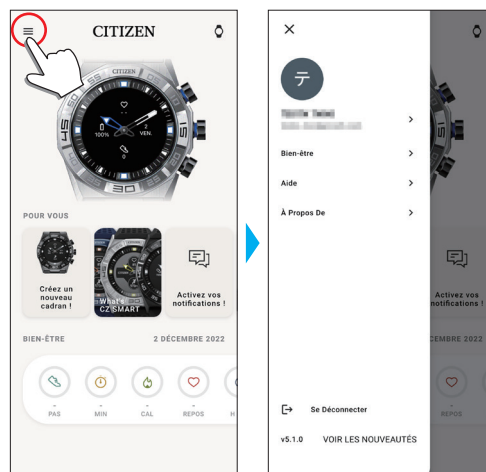 CITIZEN
CITIZEN
100%
2
VEN.
0
POUR VOUS
Créez un
nouveau
cadran !
What's
CZ SMART
Activez vos
notifications !
BIEN-ÊTRE
2 DÉCEMBRE 2022
PAS
MIN
CAL
REPOS
H
テ
Bien-être
Aide
À Propos De
Se Déconnecter
v5.1.0
VOIR LES NOUVEAUTÉS
Activez vos
notifications !
CEMBRE 2022
REPOS